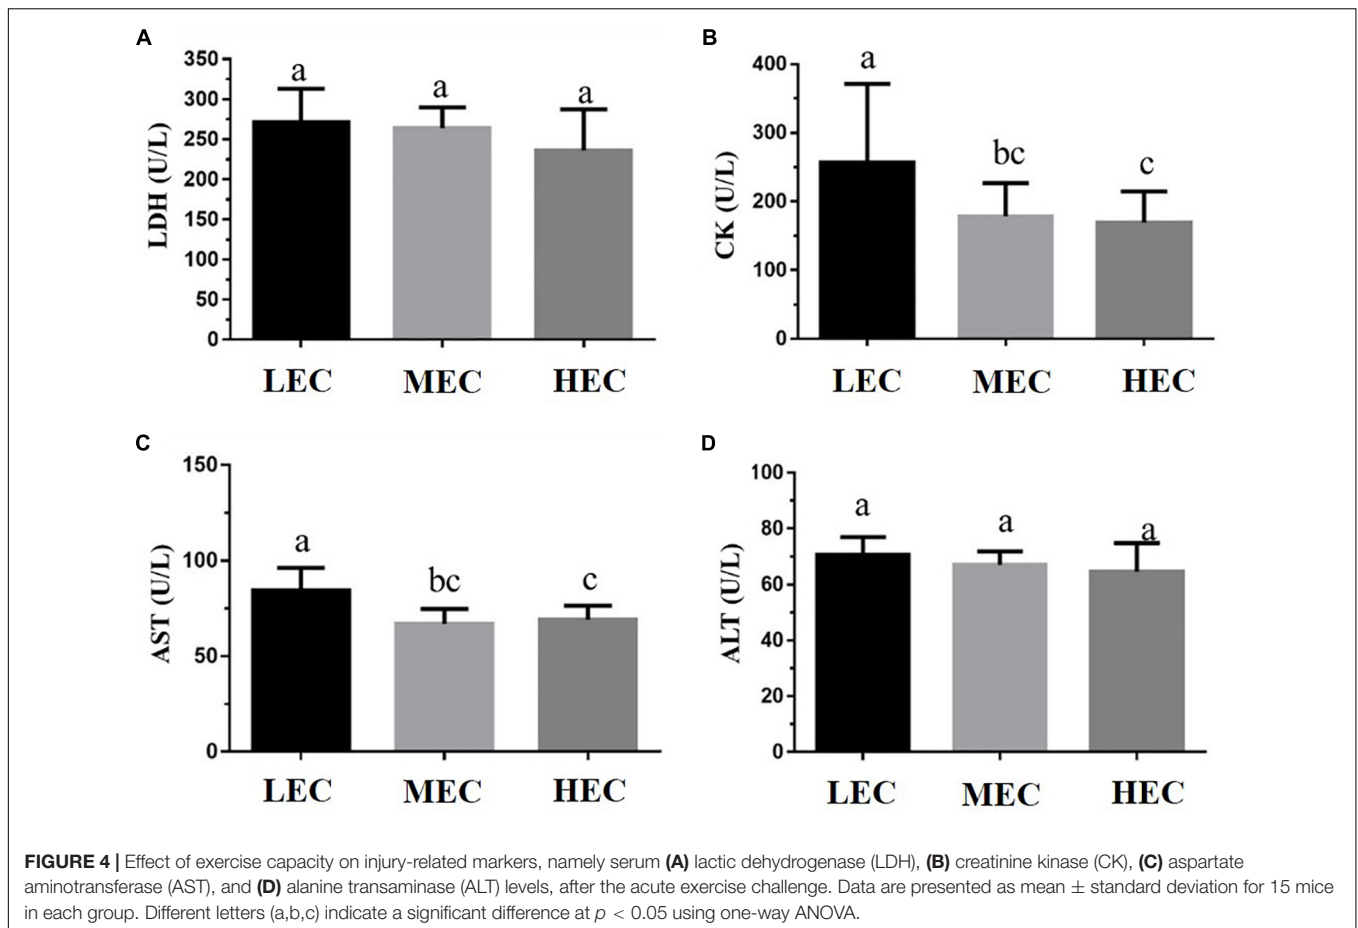 A
LDH (U/L)
350
300
250
200
150
100
50
0
a
a
a
LEC
MEC
HEC
B
CK (U/L)
400
300
200
100
0
a
bc
c
LEC
MEC
HEC
C
AST (U/L)
150
100
50
0
a
bc
c
LEC
MEC
HEC
D
ALT (U/L)
100
80
60
40
20
0
a
a
a
LEC
MEC
HEC
FIGURE 4 | Effect of exercise capacity on injury-related markers, namely serum (A) lactic dehydrogenase (LDH), (B) creatinine kinase (CK), (C) aspartate
aminotransferase (AST), and (D) alanine transaminase (ALT) levels, after the acute exercise challenge. Data are presented as mean ± standard deviation for 15 mice
in each group. Different letters (a,b,c) indicate a significant difference at p < 0.05 using one-way ANOVA.